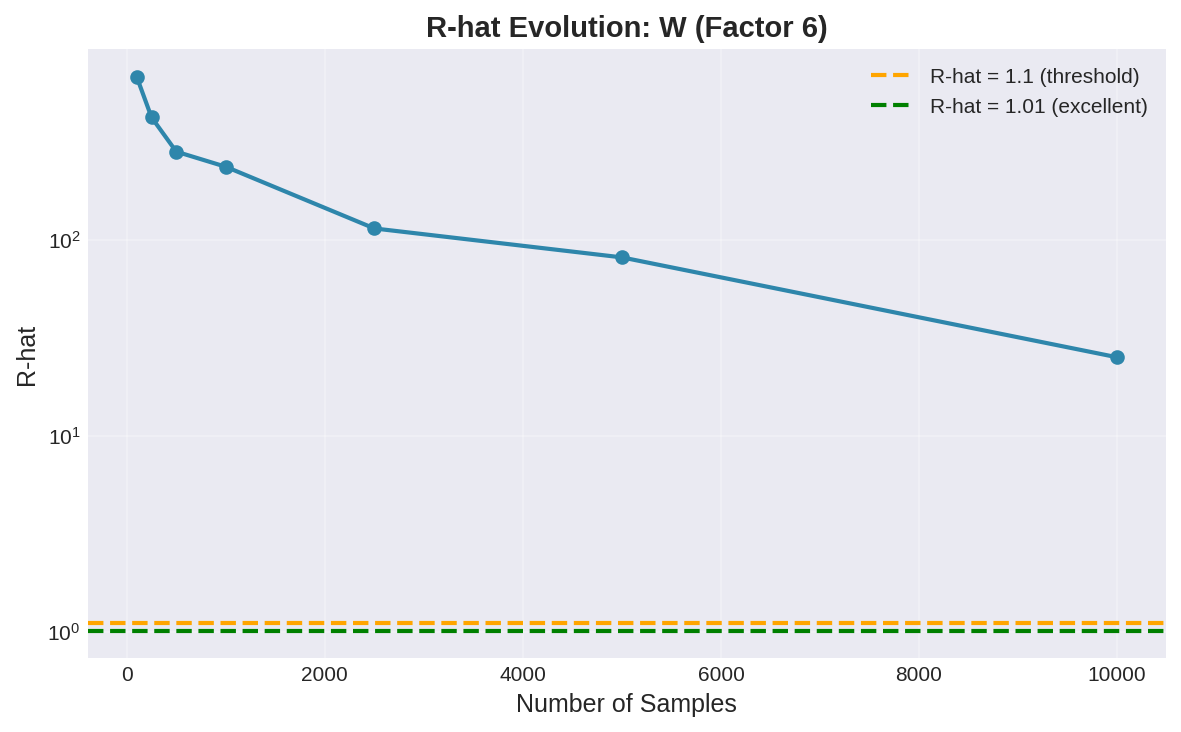 R-hat Evolution: W (Factor 6)
R-hat = 1.1 (threshold)
R-hat = 1.01 (excellent)
10²
10¹
10⁰
R-hat
0 2000 4000 6000 8000 10000
Number of Samples